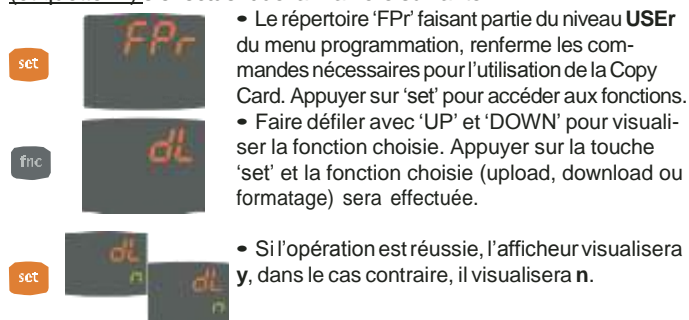 • Le répertoire ‘FPr’ faisant partie du niveau USEr
du menu programmation, renferme les com-
mandes nécessaires pour l’utilisation de la Copy
Card. Appuyer sur ‘set’ pour accéder aux fonctions.
FPr
set
• Faire défiler avec ‘UP’ et ‘DOWN’ pour visuali-
ser la fonction choisie. Appuyer sur la touche
‘set’ et la fonction choisie (upload, download ou
formatage) sera effectuée.
dL
fnc
• Si l’opération est réussie, l’afficheur visualisera
y, dans le cas contraire, il visualisera n.
set
dL
n
dL
n